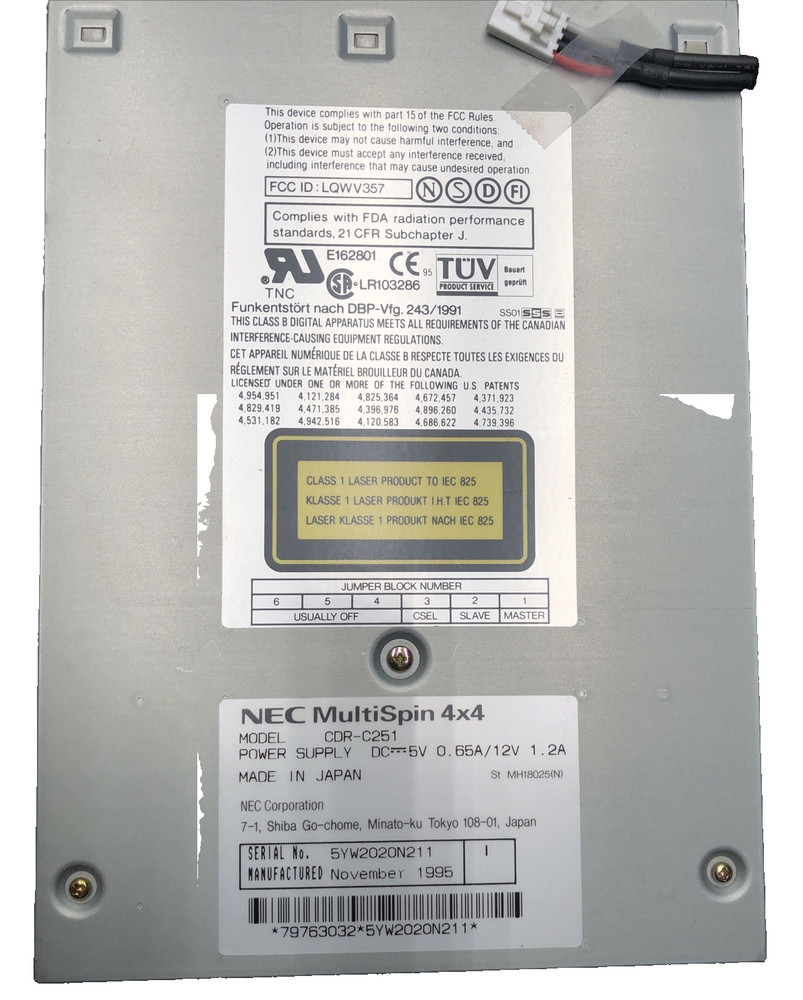 This device complies with part 15 of the FCC Rules.
Operation is subject to the following two conditions:
(1)This device may not cause harmful interference, and
(2)This device must accept any interference received,
including interference that may cause undesired operation.
FCC ID : LQWV357 N S D FI
Complies with FDA radiation performance
standards, 21 CFR Subchapter J.
E162801
CE 95
TÜV
PRODUCT SERVICE
Bauart
geprüft
TNC
SA LR103286
Funkentstört nach DBP-Vfg. 243/1991
SS01 S S S E
THIS CLASS B DIGITAL APPARATUS MEETS ALL REQUIREMENTS OF THE CANADIAN
INTERFERENCE-CAUSING EQUIPMENT REGULATIONS.
CET APPAREIL NUMÉRIQUE DE LA CLASSE B RESPECTE TOUTES LES EXIGENCES DU
RÉGLEMENT SUR LE MATÉRIEL BROUILLEUR DU CANADA.
LICENSED UNDER ONE OR MORE OF THE FOLLOWING U.S PATENTS
4,954,951 4,121,284 4,825,364 4,672,457 4,371,923
4,829,419 4,471,385 4,396,976 4,896,260 4,435,732
4,531,182 4,942,516 4,120,583 4,686,622 4,739,396
CLASS 1 LASER PRODUCT TO IEC 825
KLASSE 1 LASER PRODUKT I.H.T IEC 825
LASER KLASSE 1 PRODUKT NACH IEC 825
JUMPER BLOCK NUMBER
6 5 4 3 2 1
USUALLY OFF CSEL SLAVE MASTER
NEC MultiSpin 4x4
MODEL CDR-C251
POWER SUPPLY DC⎓5V 0.65A/12V 1.2A
MADE IN JAPAN St MH18025(N)
NEC Corporation
7-1, Shiba Go-chome, Minato-ku Tokyo 108-01, Japan
SERIAL No. 5YW2020N211 I
MANUFACTURED November 1995
*79763032*5YW2020N211*